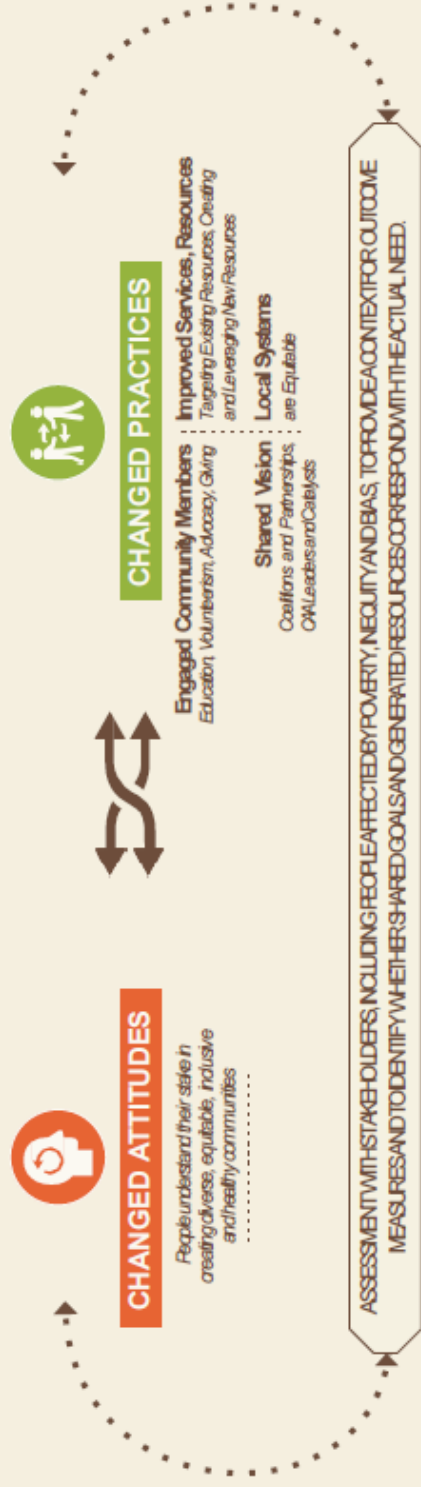 CHANGED ATTITUDES
People understand their stake in
creating diverse, equitable, inclusive
and healthy communities
CHANGED PRACTICES
Engaged Community Members
Education, Volunteerism, Advocacy, Giving
Improved Services, Resources
Targeting Existing Resources, Creating
and Leveraging New Resources
Shared Vision
Coalitions and Partnerships,
OVA Leaders and Catalysts
Local Systems
are Equitable
ASSESSMENT WITH STAKEHOLDERS, INCLUDING PEOPLE AFFECTED BY POVERTY, INEQUITY AND BIAS, TO PROVIDE A CONTEXT FOR OUTCOME
MEASURES AND TO IDENTIFY WHETHER SHARED GOALS AND GENERATED RESOURCES CORRESPOND WITH THE ACTUAL NEED.